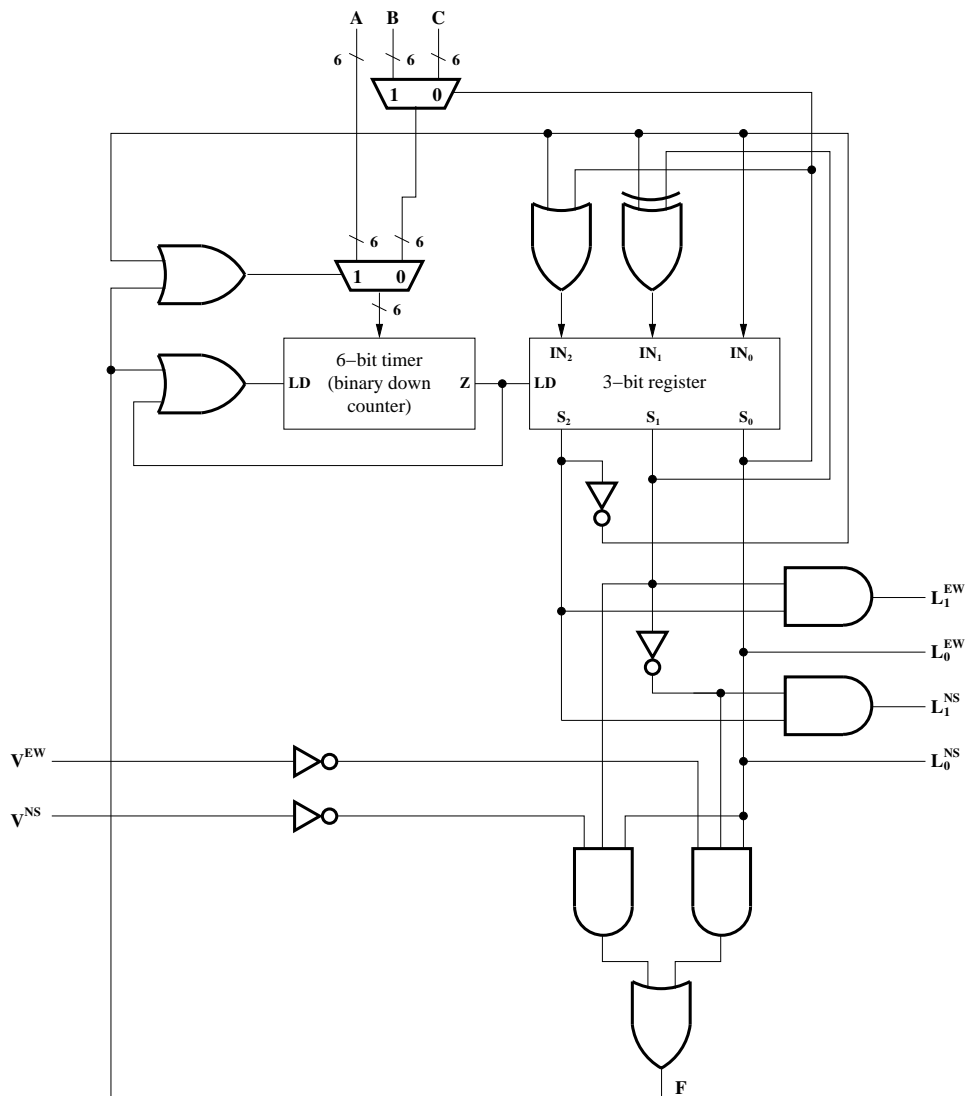 A B C
6 6 6
1 0
6 6
1 0
6
6−bit timer
(binary down
counter)
LD Z
IN₂ IN₁ IN₀
LD 3−bit register
S₂ S₁ S₀
L₁ᴱᵂ
L₀ᴱᵂ
L₁ᴺˢ
Vᴱᵂ
L₀ᴺˢ
Vᴺˢ
F